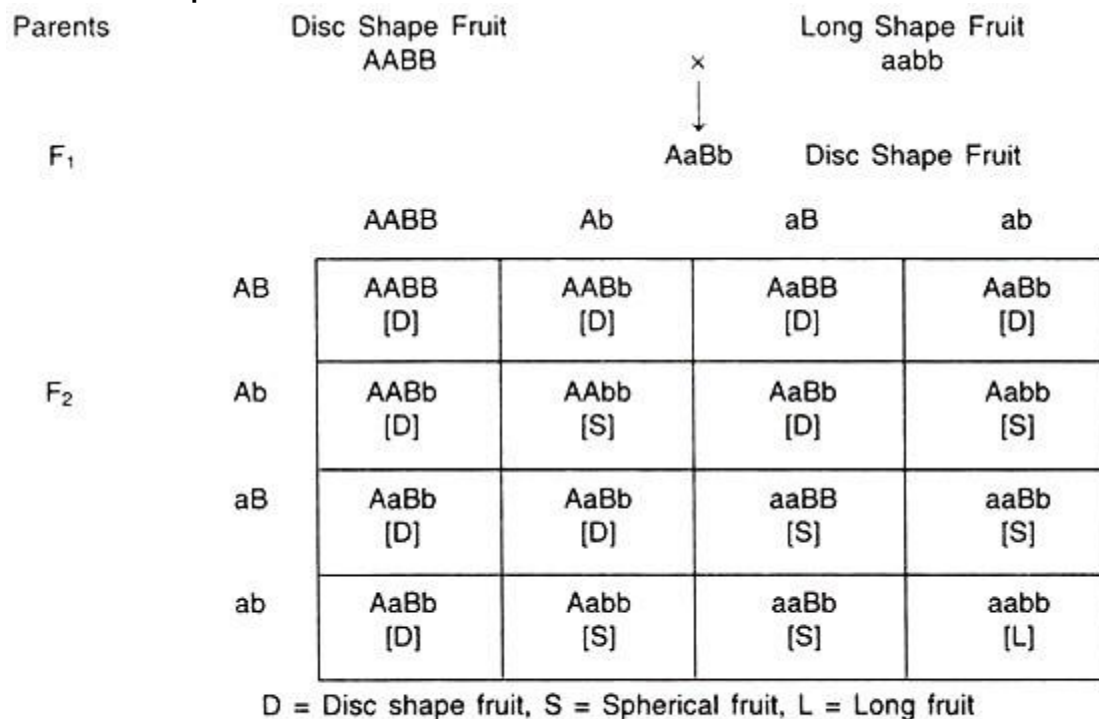 Parents Disc Shape Fruit Long Shape Fruit
AABB × aabb
F₁ AaBb Disc Shape Fruit
AABB Ab aB ab
AB AABB AABb AaBB AaBb
[D] [D] [D] [D]
F₂ Ab AABb AAbb AaBb Aabb
[D] [S] [D] [S]
aB AaBb AaBb aaBB aaBb
[D] [D] [S] [S]
ab AaBb Aabb aaBb aabb
[D] [S] [S] [L]
D = Disc shape fruit, S = Spherical fruit, L = Long fruit